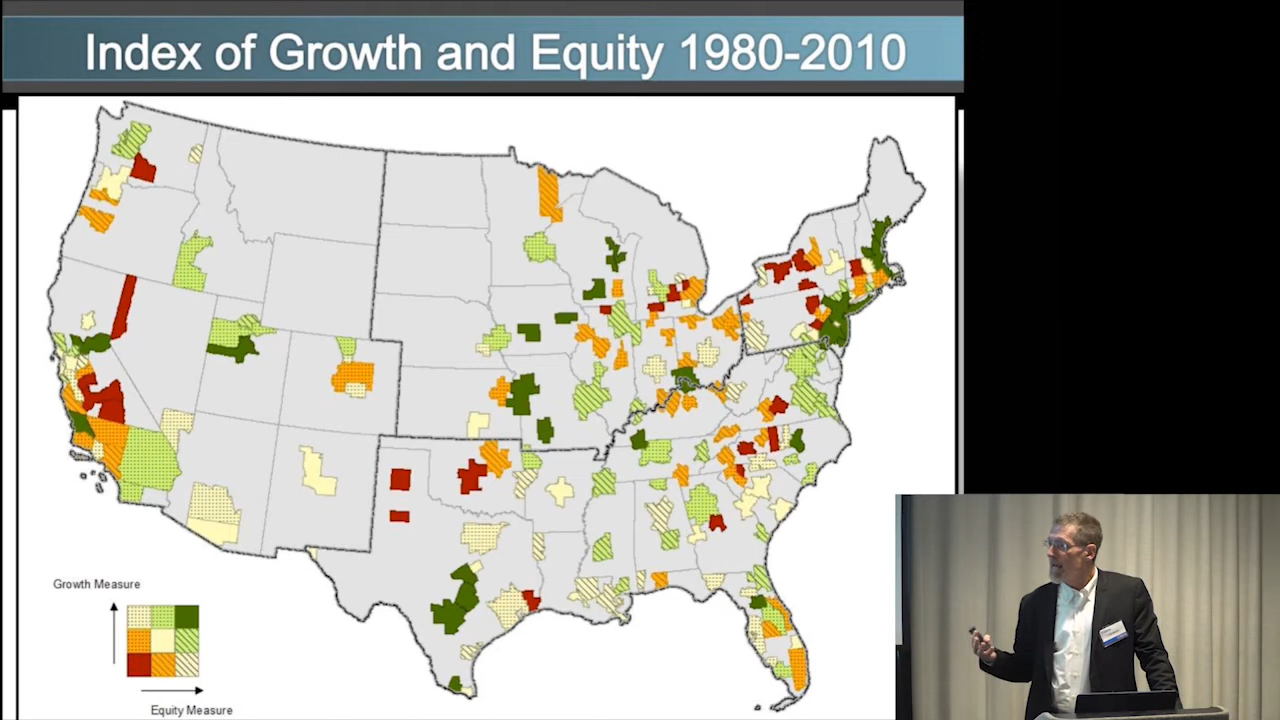 Index of Growth and Equity 1980-2010
Growth Measure
Equity Measure